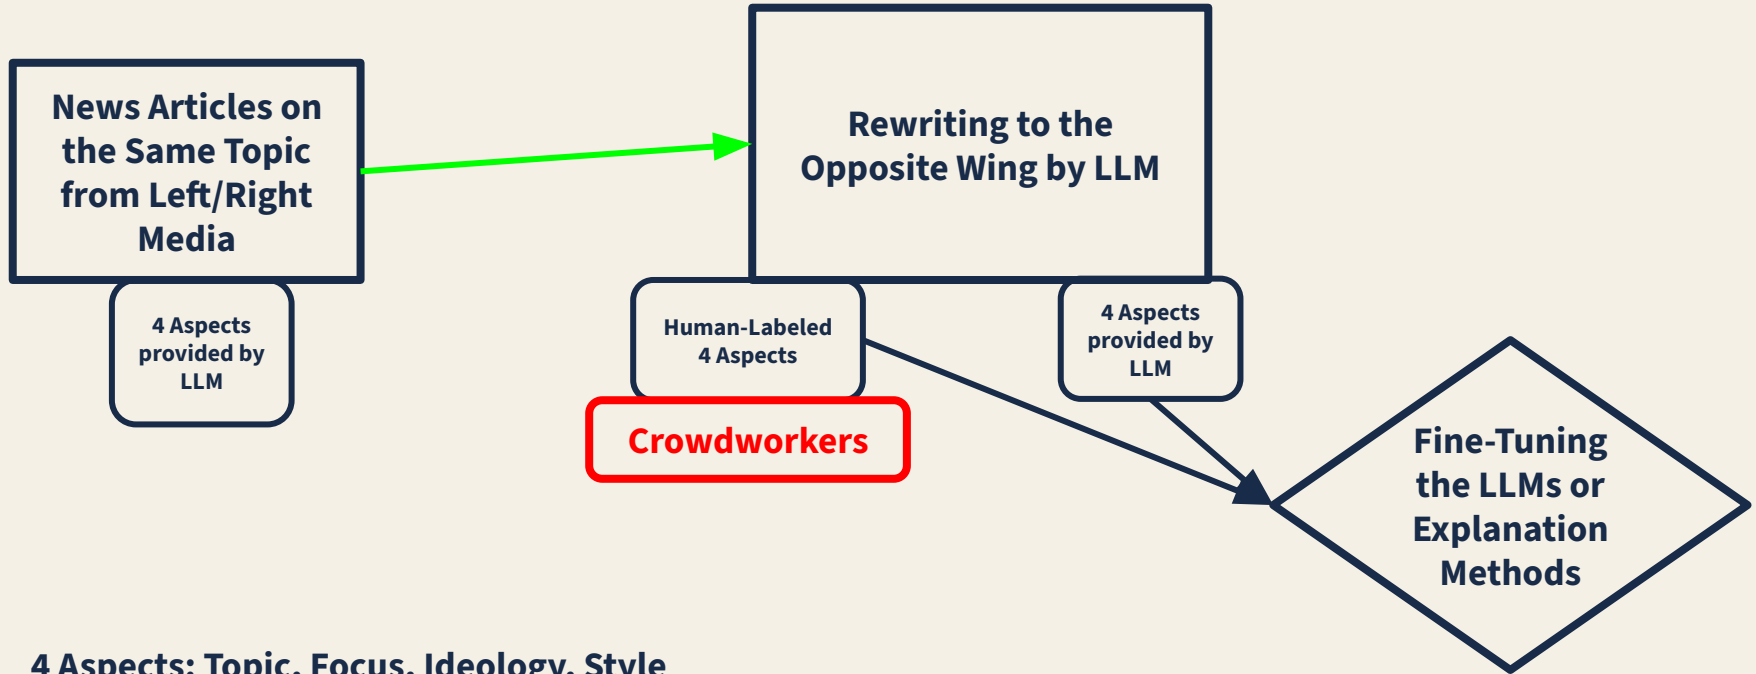 News Articles on
the Same Topic
from Left/Right
Media
4 Aspects
provided by
LLM
Rewriting to the
Opposite Wing by LLM
Human-Labeled
4 Aspects
Crowdworkers
4 Aspects
provided by
LLM
Fine-Tuning
the LLMs or
Explanation
Methods
4 Aspects: Topic, Focus, Ideology, Style